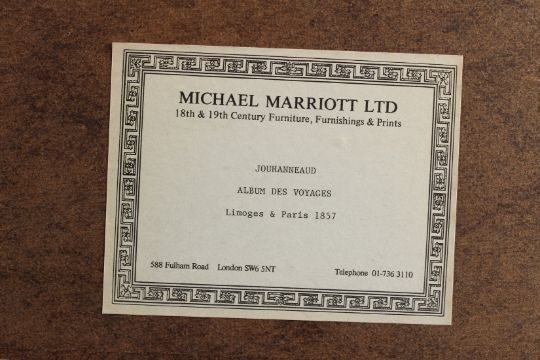 MICHAEL MARRIOTT LTD
18th & 19th Century Furniture, Furnishings & Prints
JOUHANNEAUD
ALBUM DES VOYAGES
Limoges & Paris 1857
588 Fulham Road London SW6 5NT Telephone 01-736 3110